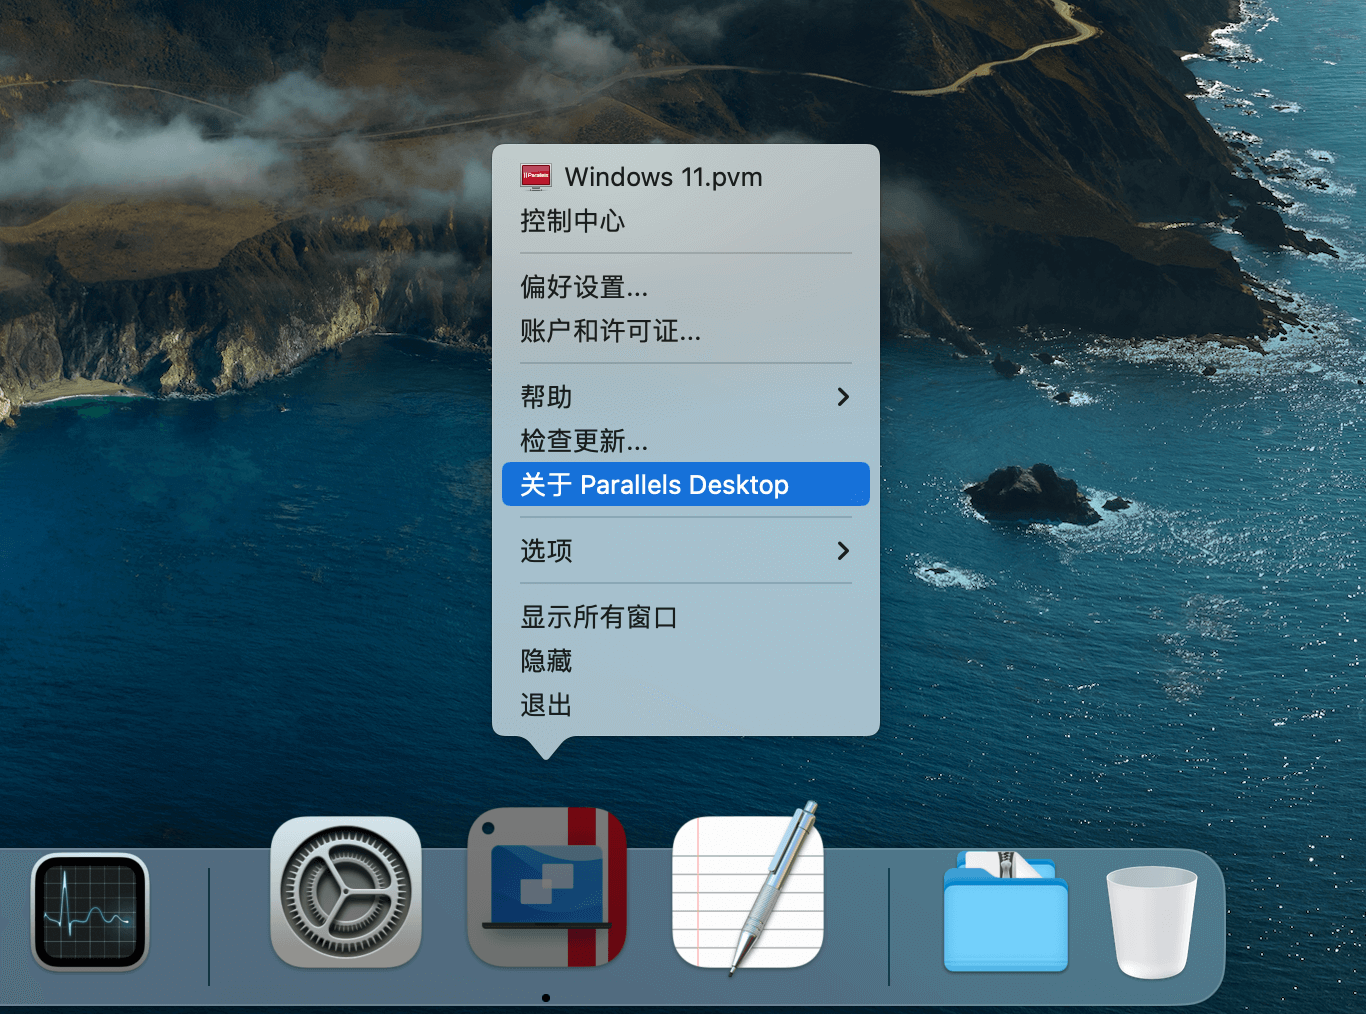 Parallels
Windows 11.pvm
控制中心
偏好设置...
账户和许可证...
帮助
检查更新...
关于 Parallels Desktop
选项
显示所有窗口
隐藏
退出